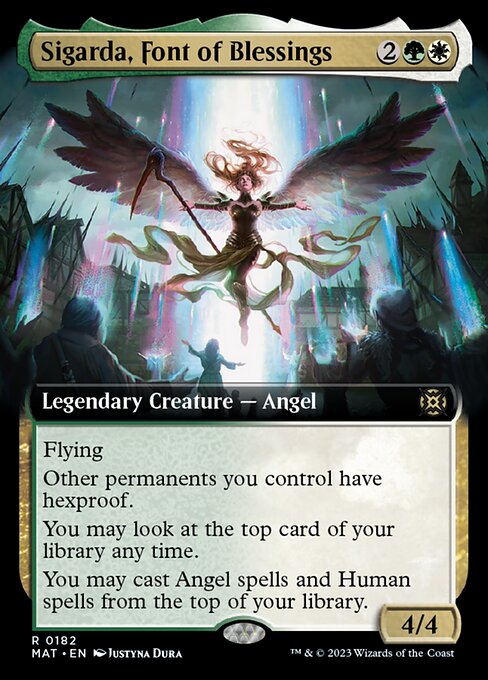 Sigarda, Font of Blessings 2
Legendary Creature — Angel
Flying
Other permanents you control have
hexproof.
You may look at the top card of your
library any time.
You may cast Angel spells and Human
spells from the top of your library.
4/4
R 0182
MAT • EN Justyna Dura
™ & © 2023 Wizards of the Coast